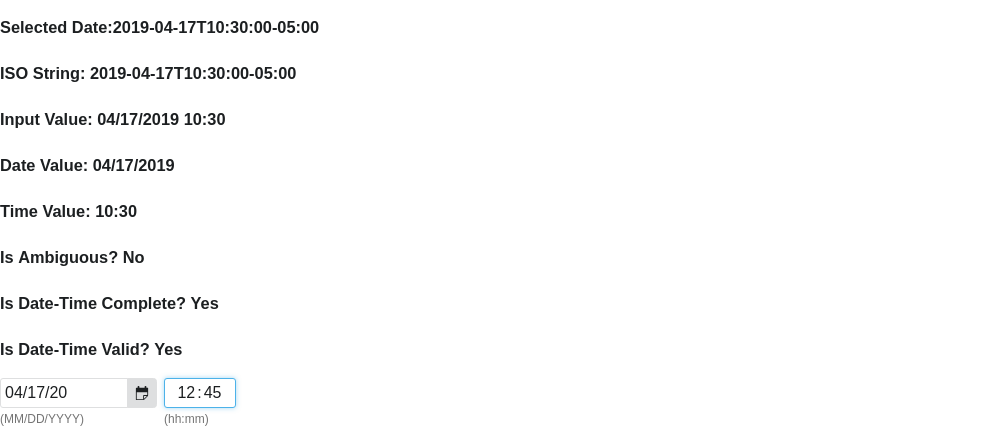 Selected Date:2019-04-17T10:30:00-05:00
ISO String: 2019-04-17T10:30:00-05:00
Input Value: 04/17/2019 10:30
Date Value: 04/17/2019
Time Value: 10:30
Is Ambiguous? No
Is Date-Time Complete? Yes
Is Date-Time Valid? Yes
04/17/20 12:45
(MM/DD/YYYY) (hh:mm)